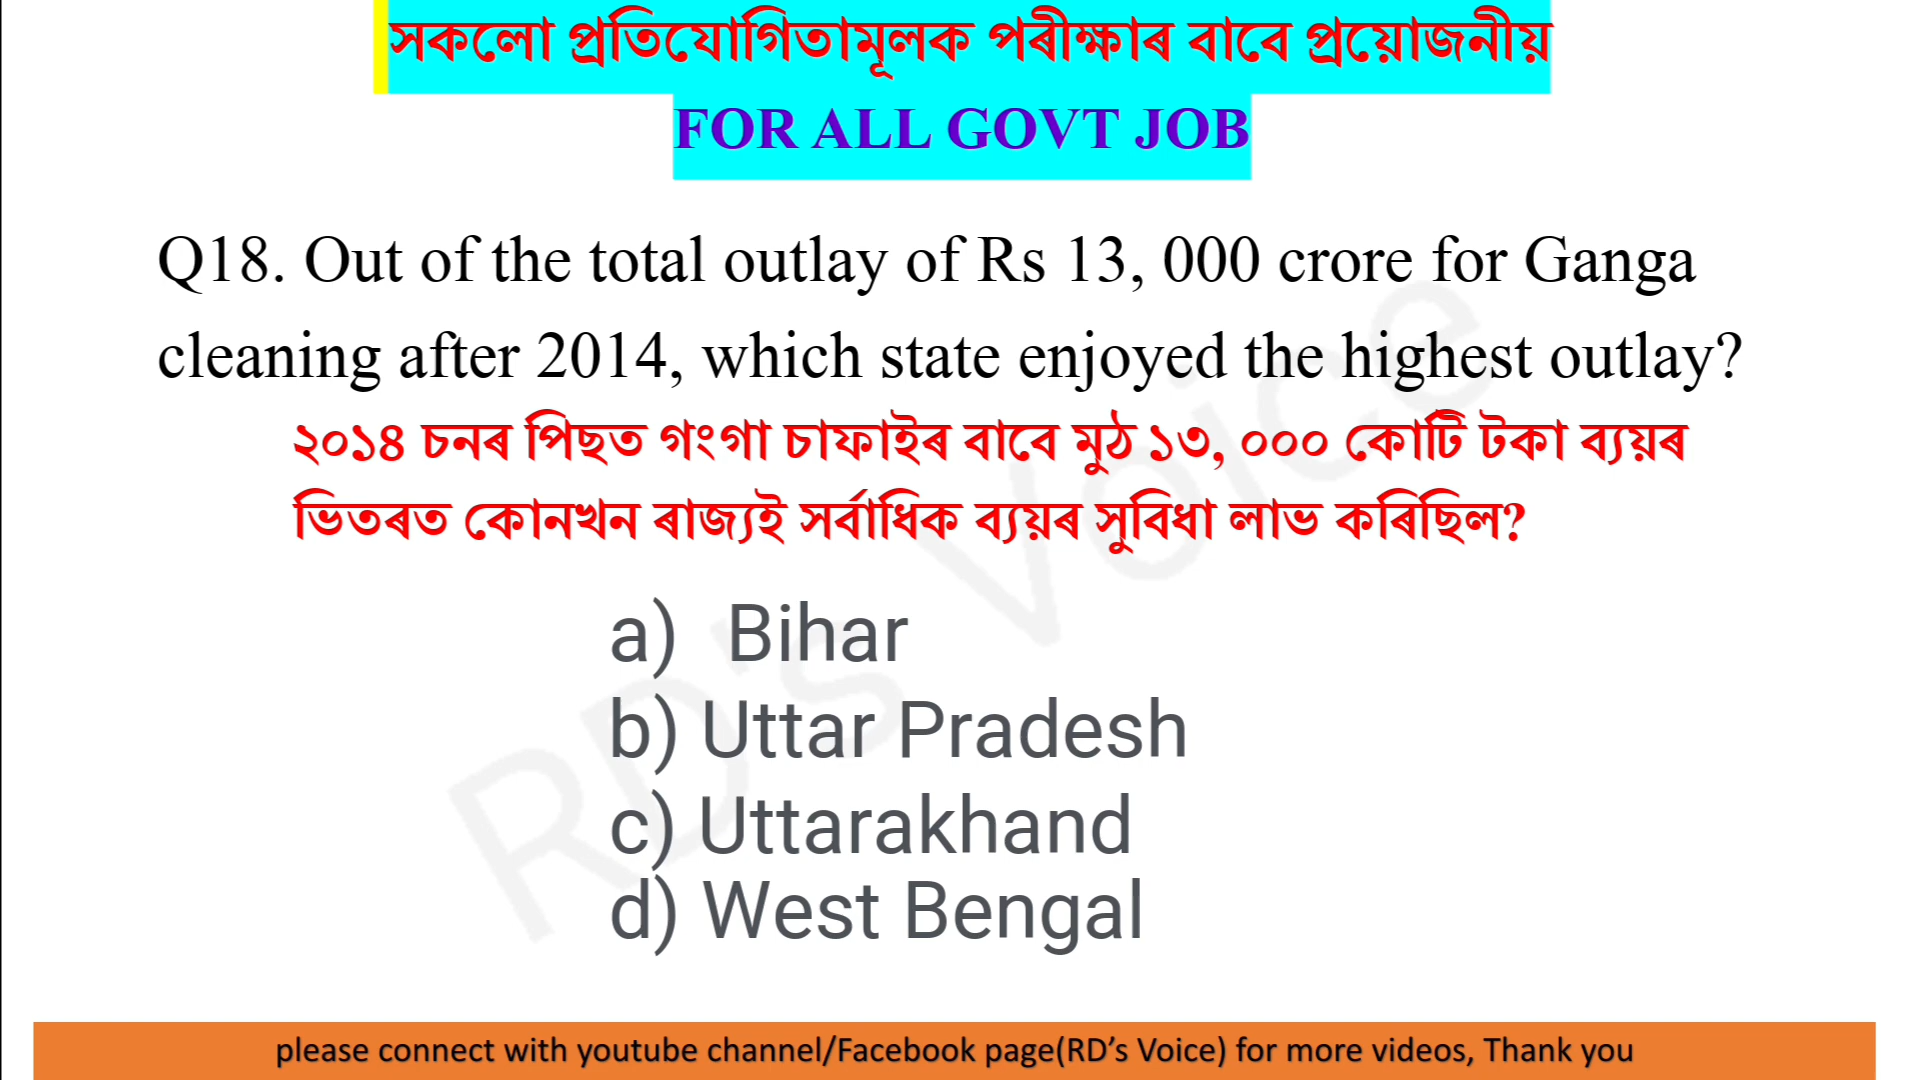 সকলো প্ৰতিযোগিতামূলক পৰীক্ষাৰ বাবে প্ৰয়োজনীয়
FOR ALL GOVT JOB
Q18. Out of the total outlay of Rs 13, 000 crore for Ganga
cleaning after 2014, which state enjoyed the highest outlay?
২০১৪ চনৰ পিছত গংগা চাফাইৰ বাবে মুঠ ১৩, ০০০ কোটি টকা ব্যয়ৰ
ভিতৰত কোনখন ৰাজ্যই সৰ্বাধিক ব্যয়ৰ সুবিধা লাভ কৰিছিল?
a) Bihar
b) Uttar Pradesh
c) Uttarakhand
d) West Bengal
RD's Voice
please connect with youtube channel/Facebook page(RD’s Voice) for more videos, Thank you